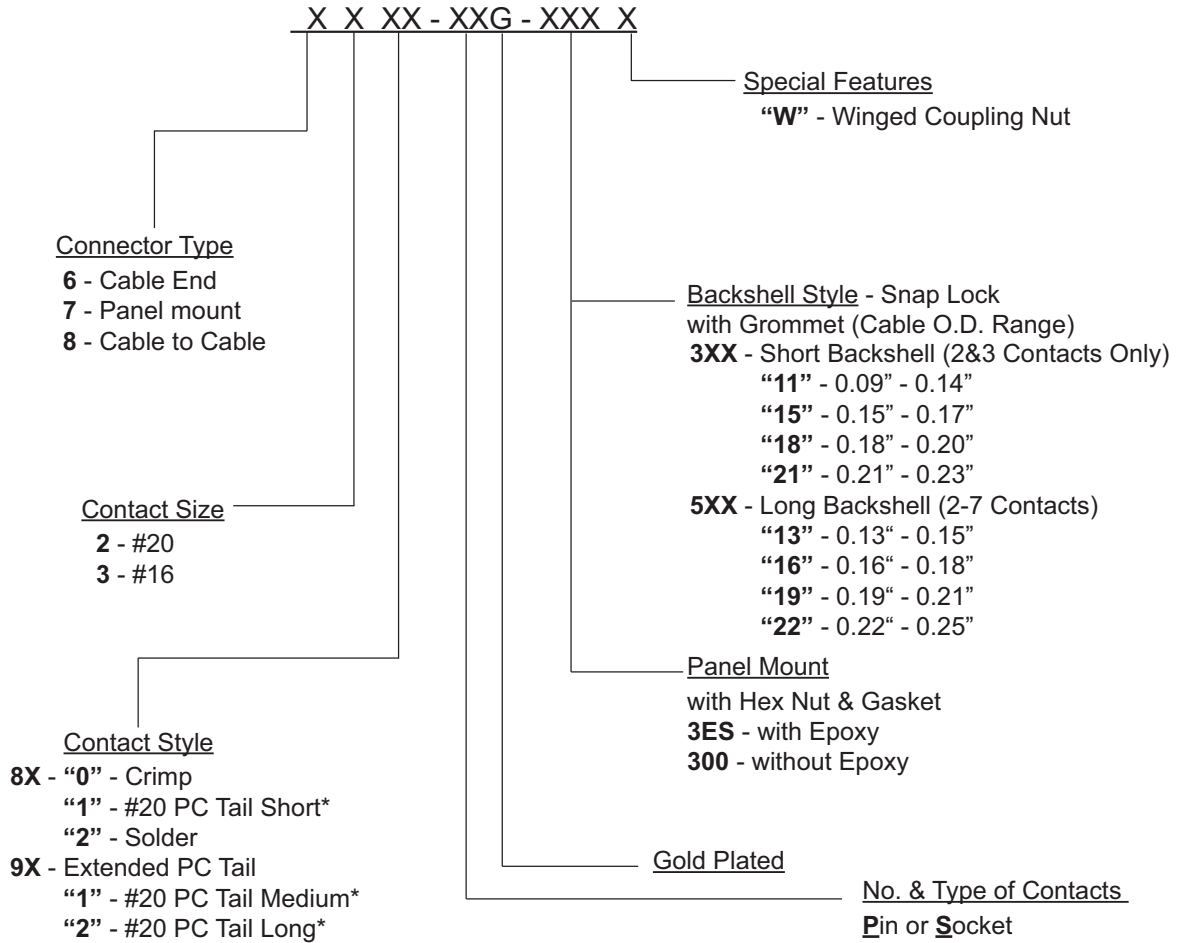 X X XX - XXG - XXX X
Special Features
“W” - Winged Coupling Nut
Connector Type
6 - Cable End
7 - Panel mount
8 - Cable to Cable
Backshell Style - Snap Lock
with Grommet (Cable O.D. Range)
3XX - Short Backshell (2&3 Contacts Only)
“11” - 0.09” - 0.14”
“15” - 0.15” - 0.17”
“18” - 0.18” - 0.20”
“21” - 0.21” - 0.23”
5XX - Long Backshell (2-7 Contacts)
“13” - 0.13“ - 0.15”
“16” - 0.16“ - 0.18”
“19” - 0.19“ - 0.21”
“22” - 0.22“ - 0.25”
Contact Size
2 - #20
3 - #16
Panel Mount
with Hex Nut & Gasket
3ES - with Epoxy
300 - without Epoxy
Contact Style
8X - “0” - Crimp
“1” - #20 PC Tail Short*
“2” - Solder
9X - Extended PC Tail
“1” - #20 PC Tail Medium*
“2” - #20 PC Tail Long*
Gold Plated
No. & Type of Contacts
Pin or Socket